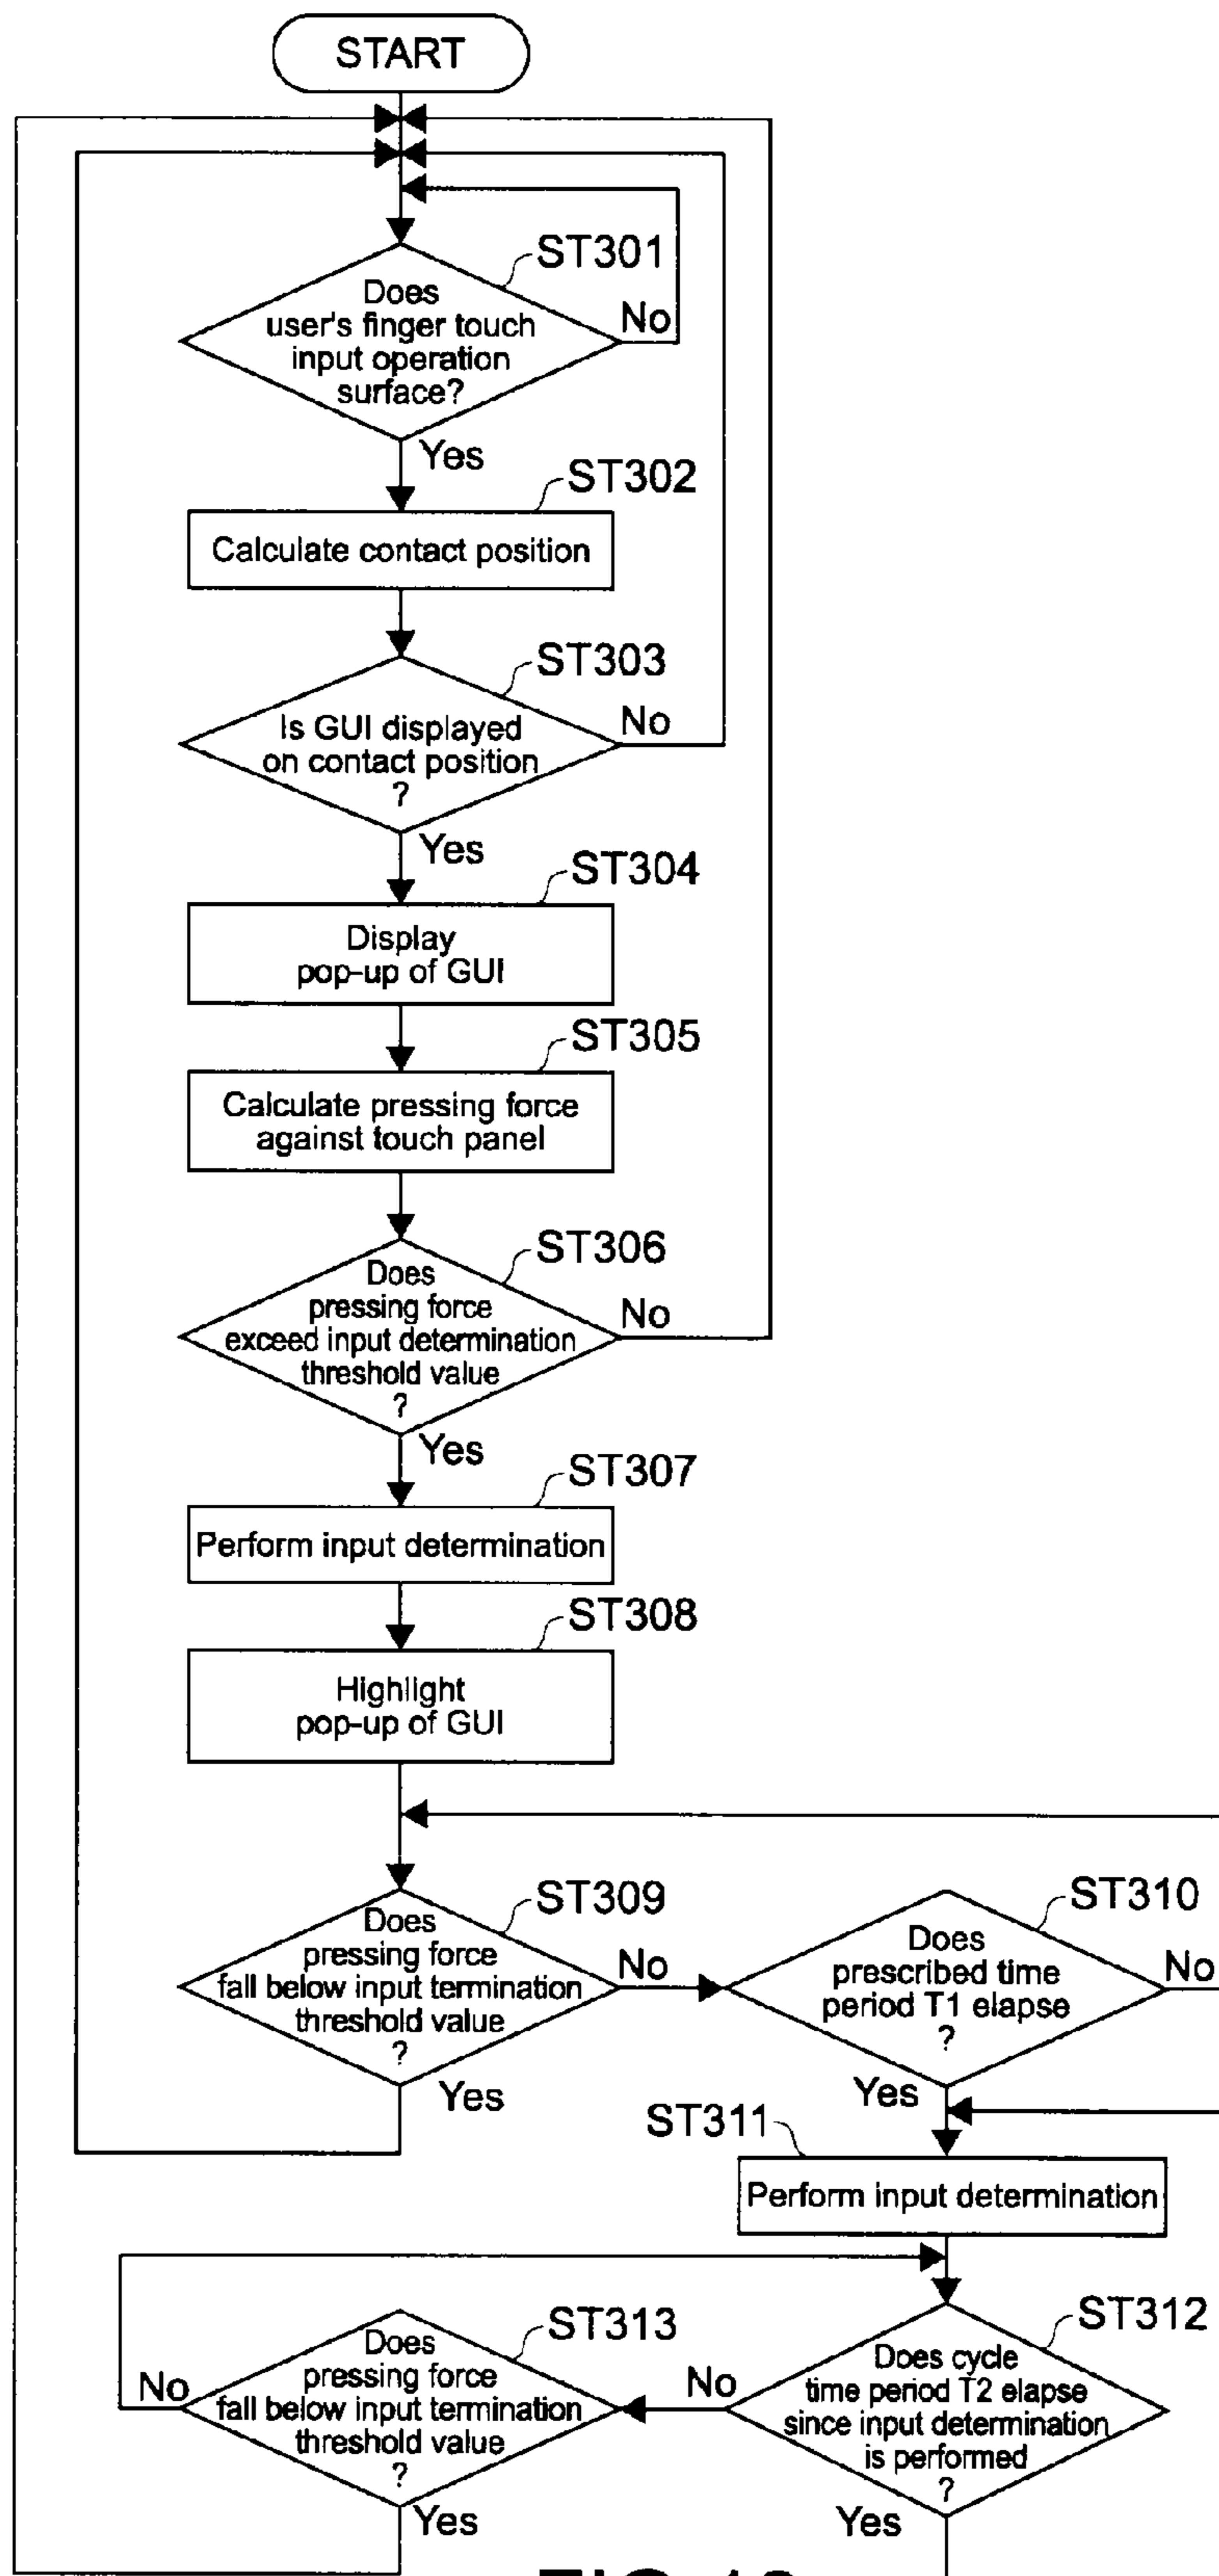 START
ST301
Does
user's finger touch
input operation
surface?
No
Yes
ST302
Calculate contact position
ST303
Is GUI displayed
on contact position
?
No
Yes
ST304
Display
pop-up of GUI
ST305
Calculate pressing force
against touch panel
ST306
Does
pressing force
exceed input determination
threshold value
?
No
Yes
ST307
Perform input determination
ST308
Highlight
pop-up of GUI
ST309
Does
pressing force
fall below input termination
threshold value
?
No
Yes
ST310
Does
prescribed time
period T1 elapse
?
No
Yes
ST311
Perform input determination
ST312
Does cycle
time period T2 elapse
since input determination
is performed
?
No
Yes
ST313
Does
pressing force
fall below input termination
threshold value
?
No
Yes